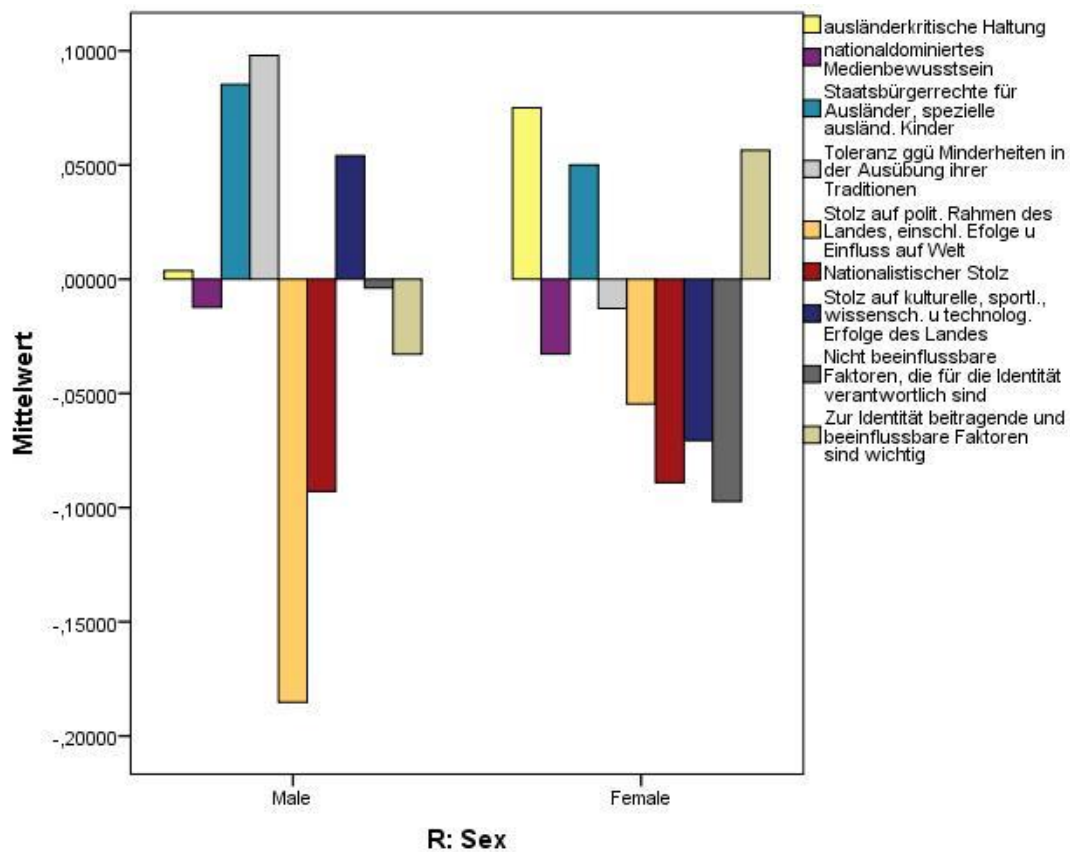 ausländerkritische Haltung
nationaldominiertes
Medienbewusstsein
Staatsbürgerrechte für
Ausländer, spezielle
ausländ. Kinder
Toleranz ggü Minderheiten in
der Ausübung ihrer
Traditionen
Stolz auf polit. Rahmen des
Landes, einschl. Efolge u
Einfluss auf Welt
Nationalistischer Stolz
Stolz auf kulturelle, sportl.,
wissensch. u technolog.
Erfolge des Landes
Nicht beeinflussbare
Faktoren, die für die Identität
verantwortlich sind
Zur Identität beitragende und
beeinflussbare Faktoren
sind wichtig
Mittelwert
,10000
,05000
,00000
-,05000
-,10000
-,15000
-,20000
Male
Female
R: Sex